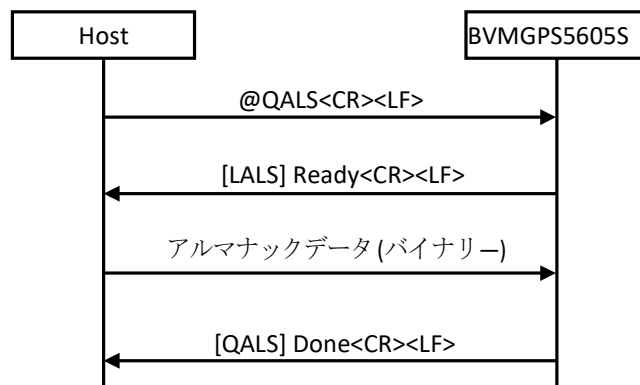 Host
BVMGPS5605S
@QALS<CR><LF>
[LALS] Ready<CR><LF>
アルマナックデータ(バイナリー)
[QALS] Done<CR><LF>